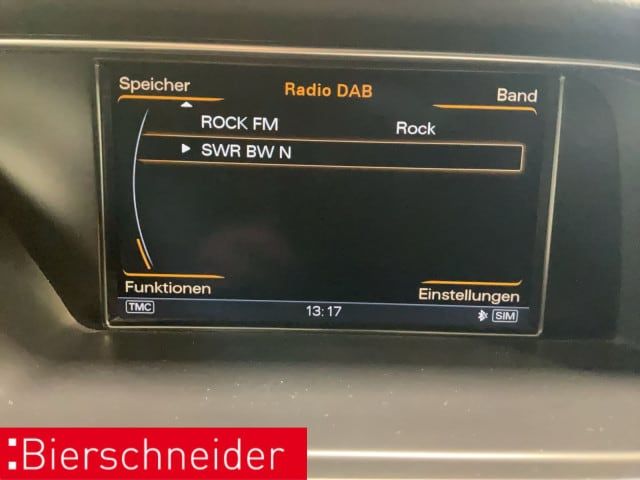 Speicher
Radio DAB
Band
ROCK FM Rock
SWR BW N
Funktionen
Einstellungen
TMC
13:17
SIM
Bierschneider